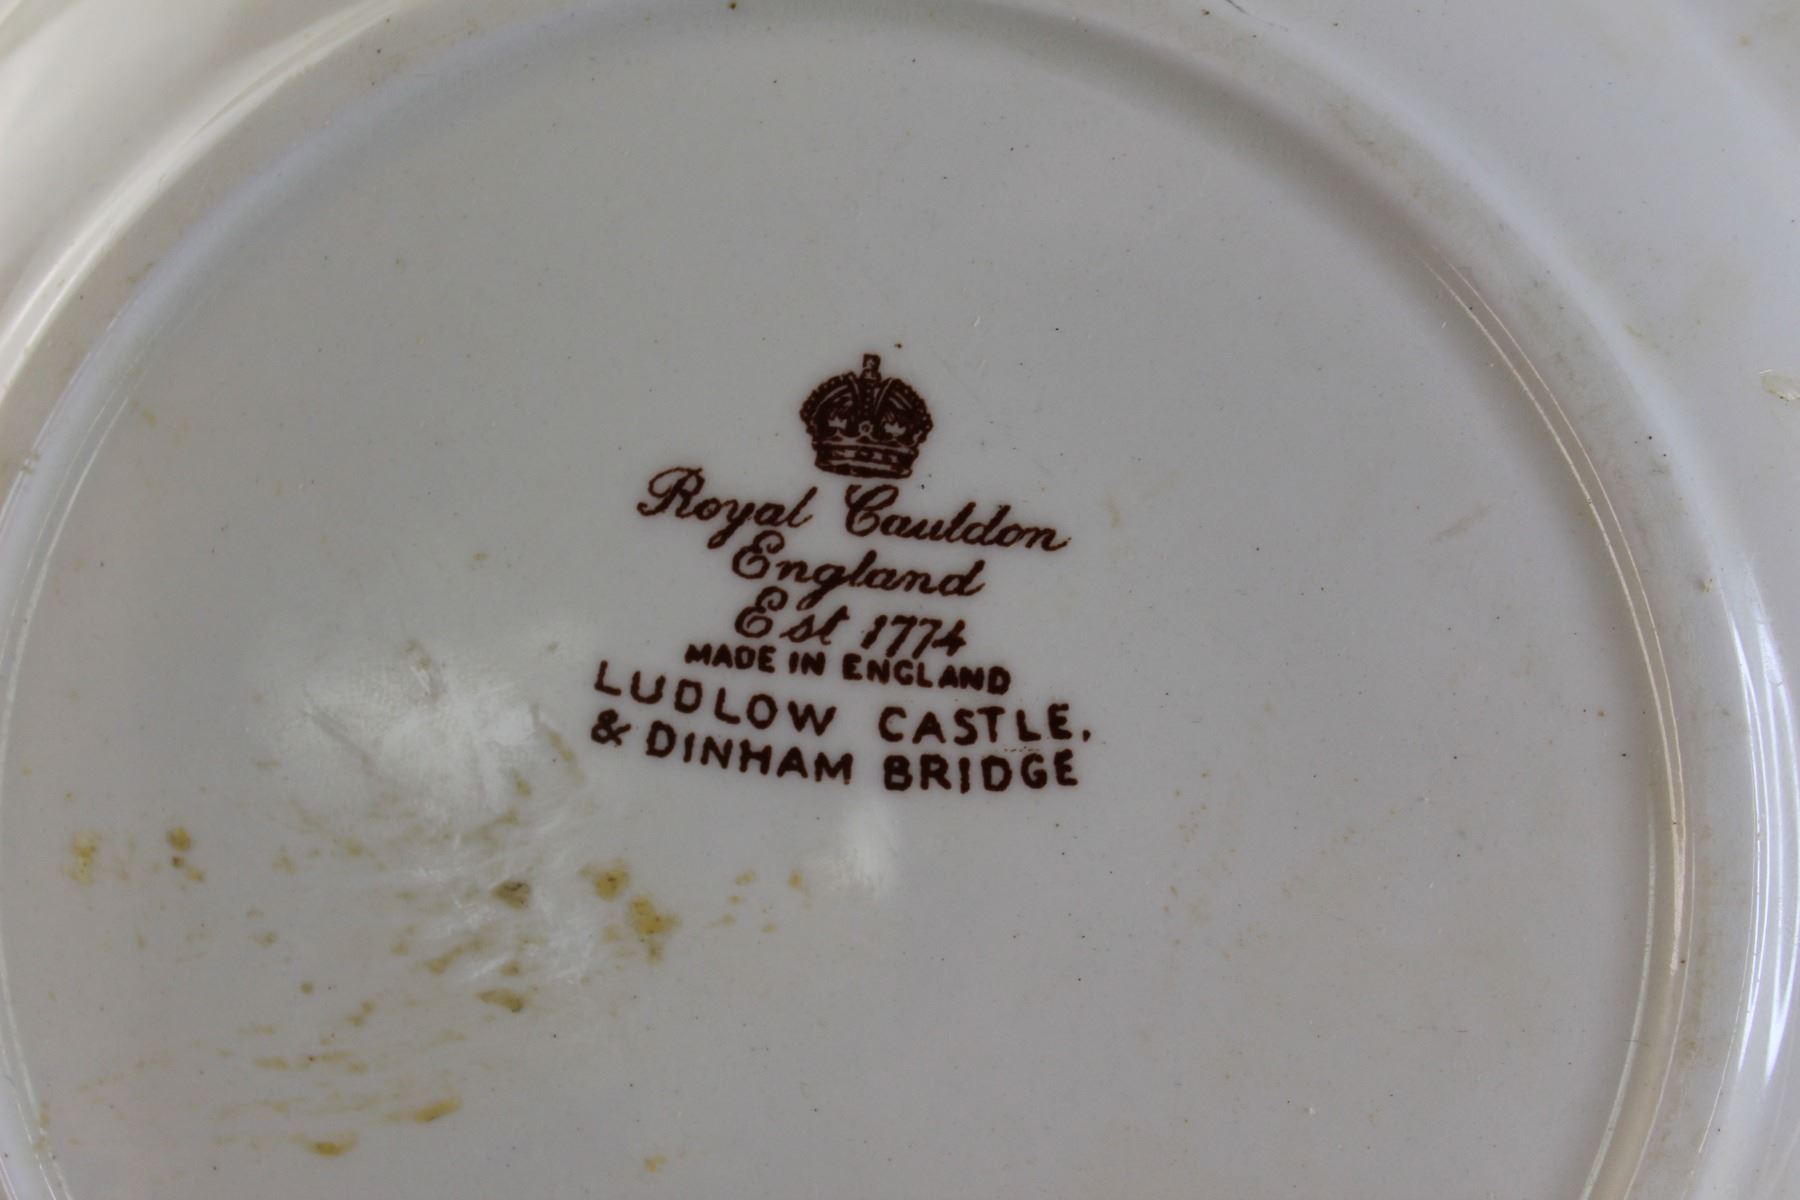 Royal Cauldon
England
Est 1774
MADE IN ENGLAND
LUDLOW CASTLE.
& DINHAM BRIDGE